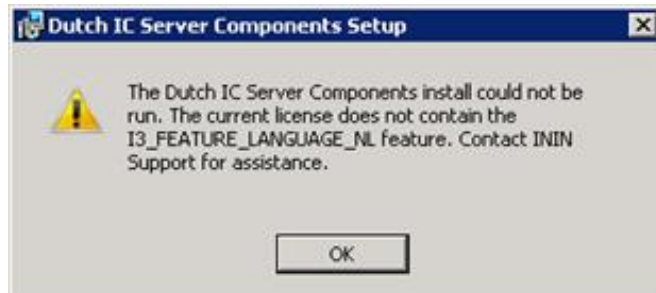 Dutch IC Server Components Setup
The Dutch IC Server Components install could not be
run. The current license does not contain the
I3_FEATURE_LANGUAGE_NL feature. Contact ININ
Support for assistance.
OK